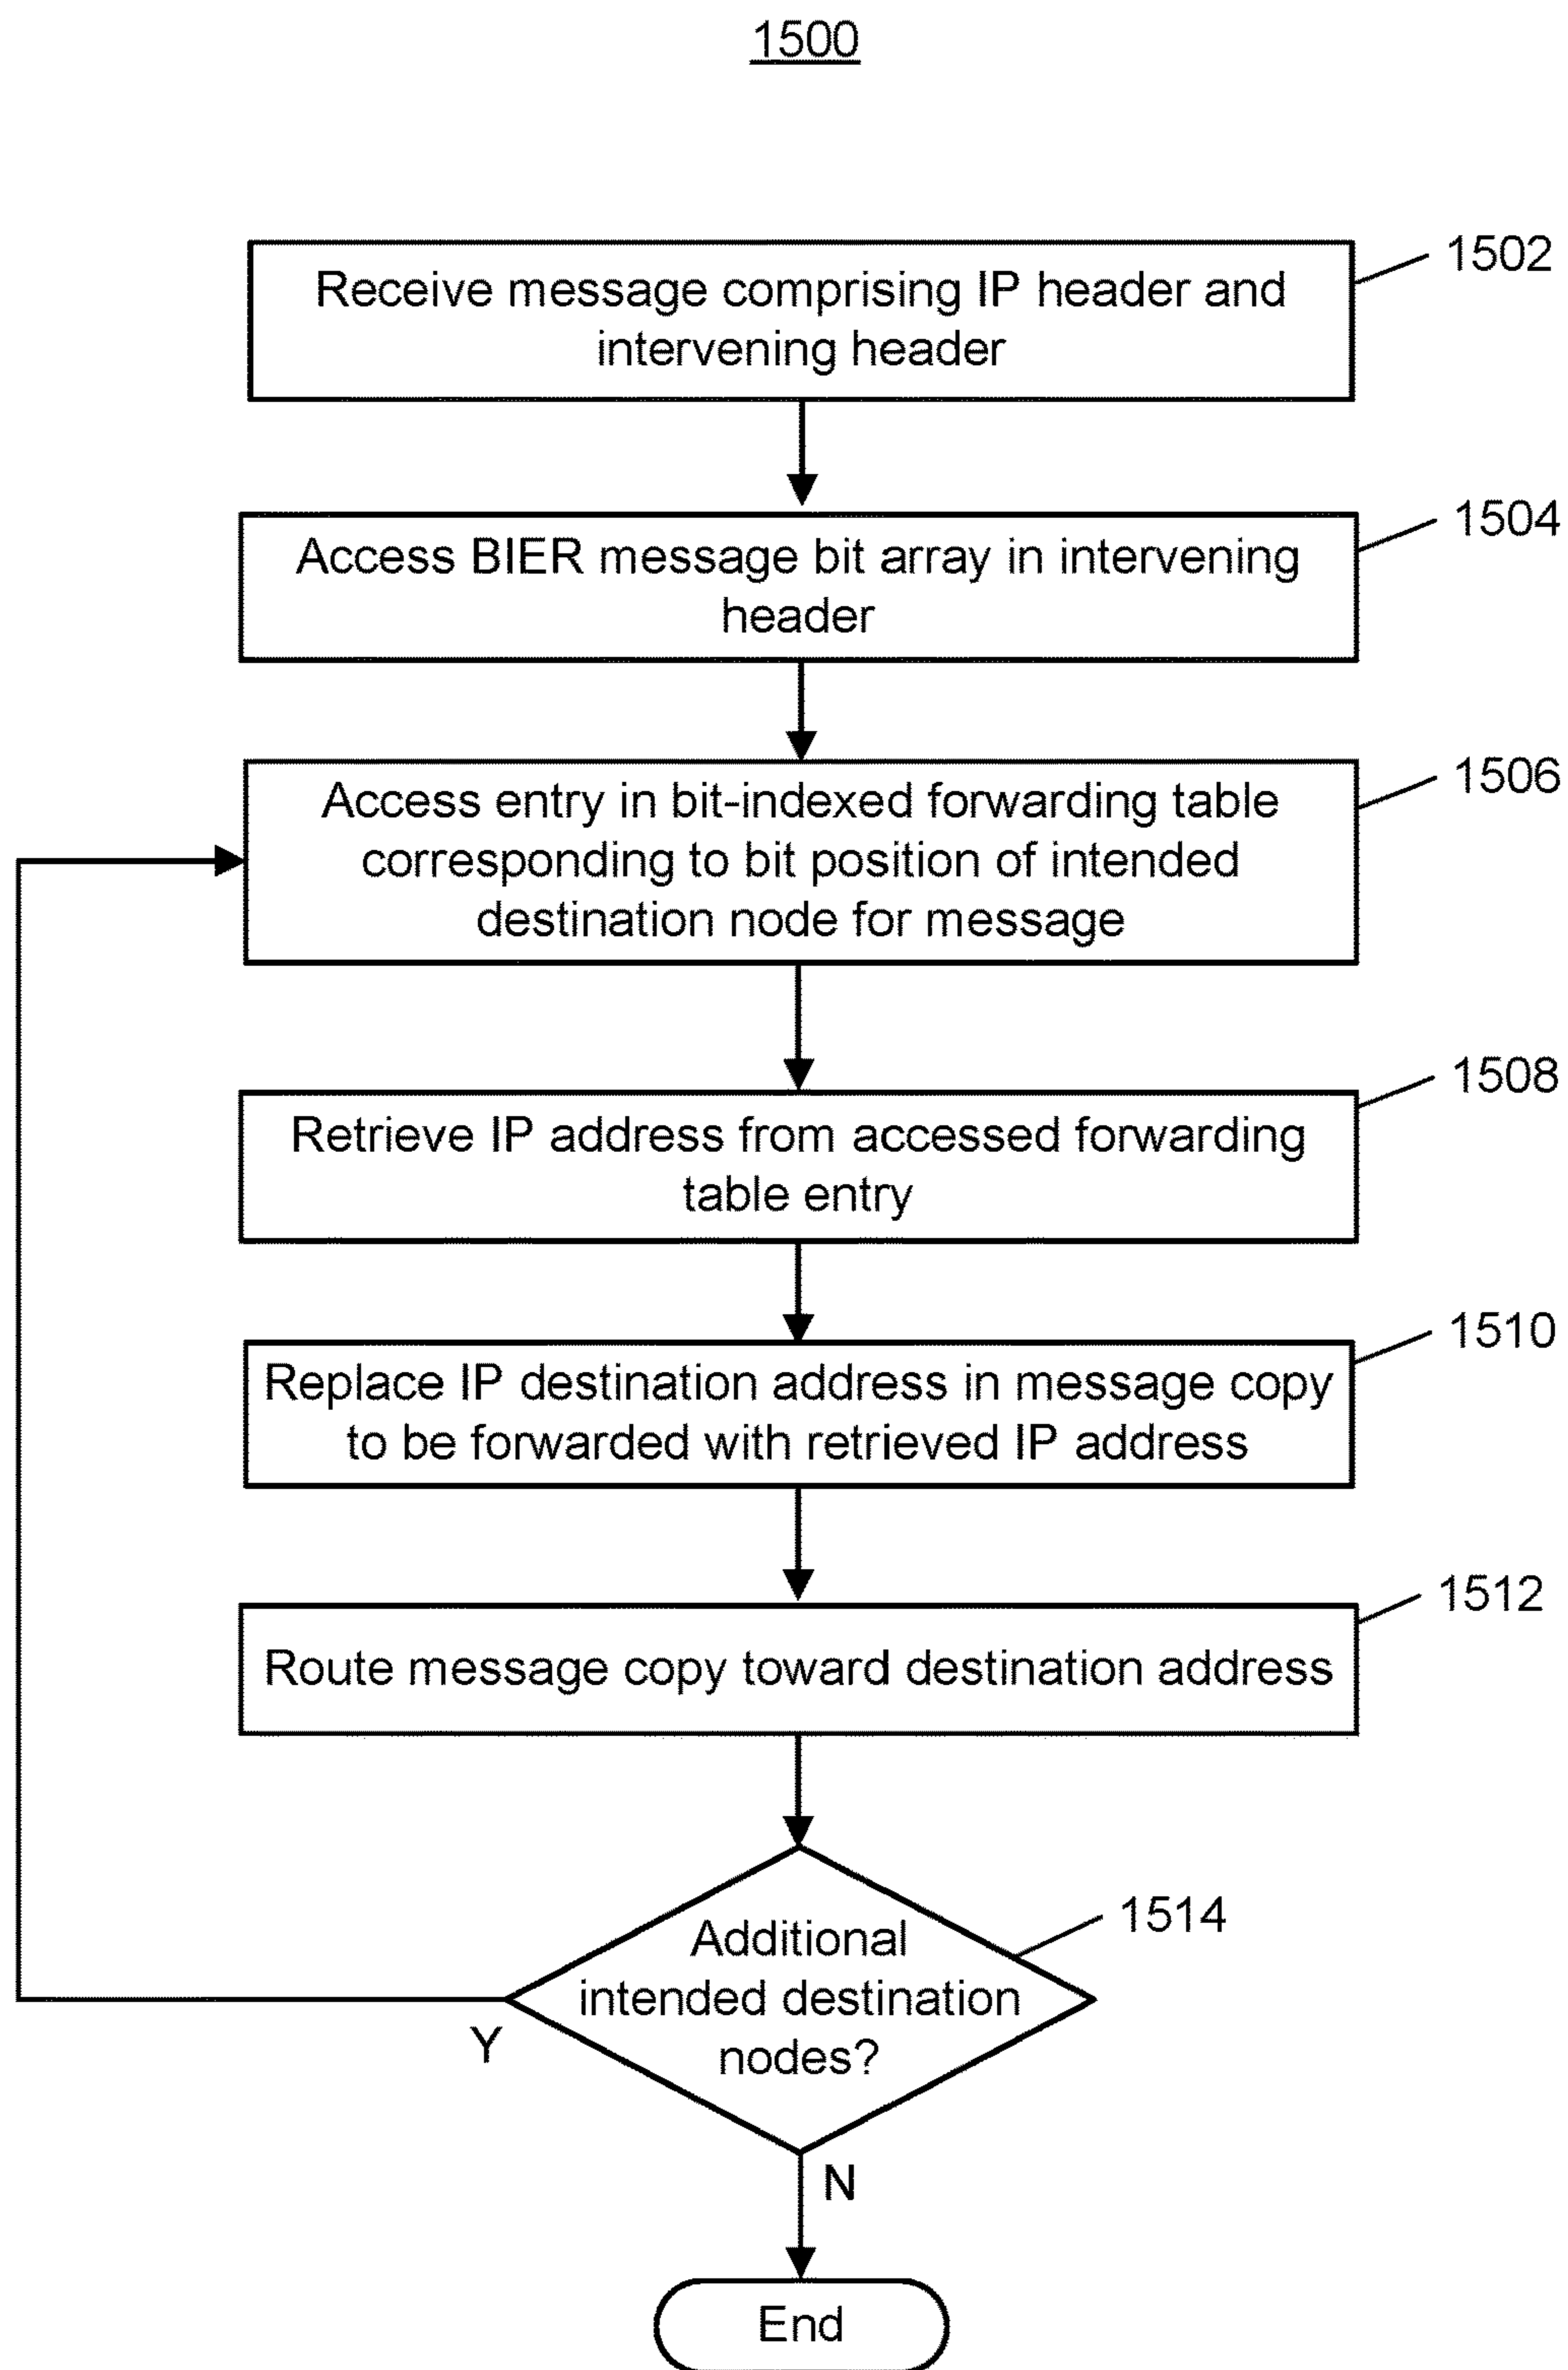 1500
Receive message comprising IP header and
intervening header
1502
Access BIER message bit array in intervening
header
1504
Access entry in bit-indexed forwarding table
corresponding to bit position of intended
destination node for message
1506
Retrieve IP address from accessed forwarding
table entry
1508
Replace IP destination address in message copy
to be forwarded with retrieved IP address
1510
Route message copy toward destination address
1512
Additional
intended destination
nodes?
1514
Y
N
End